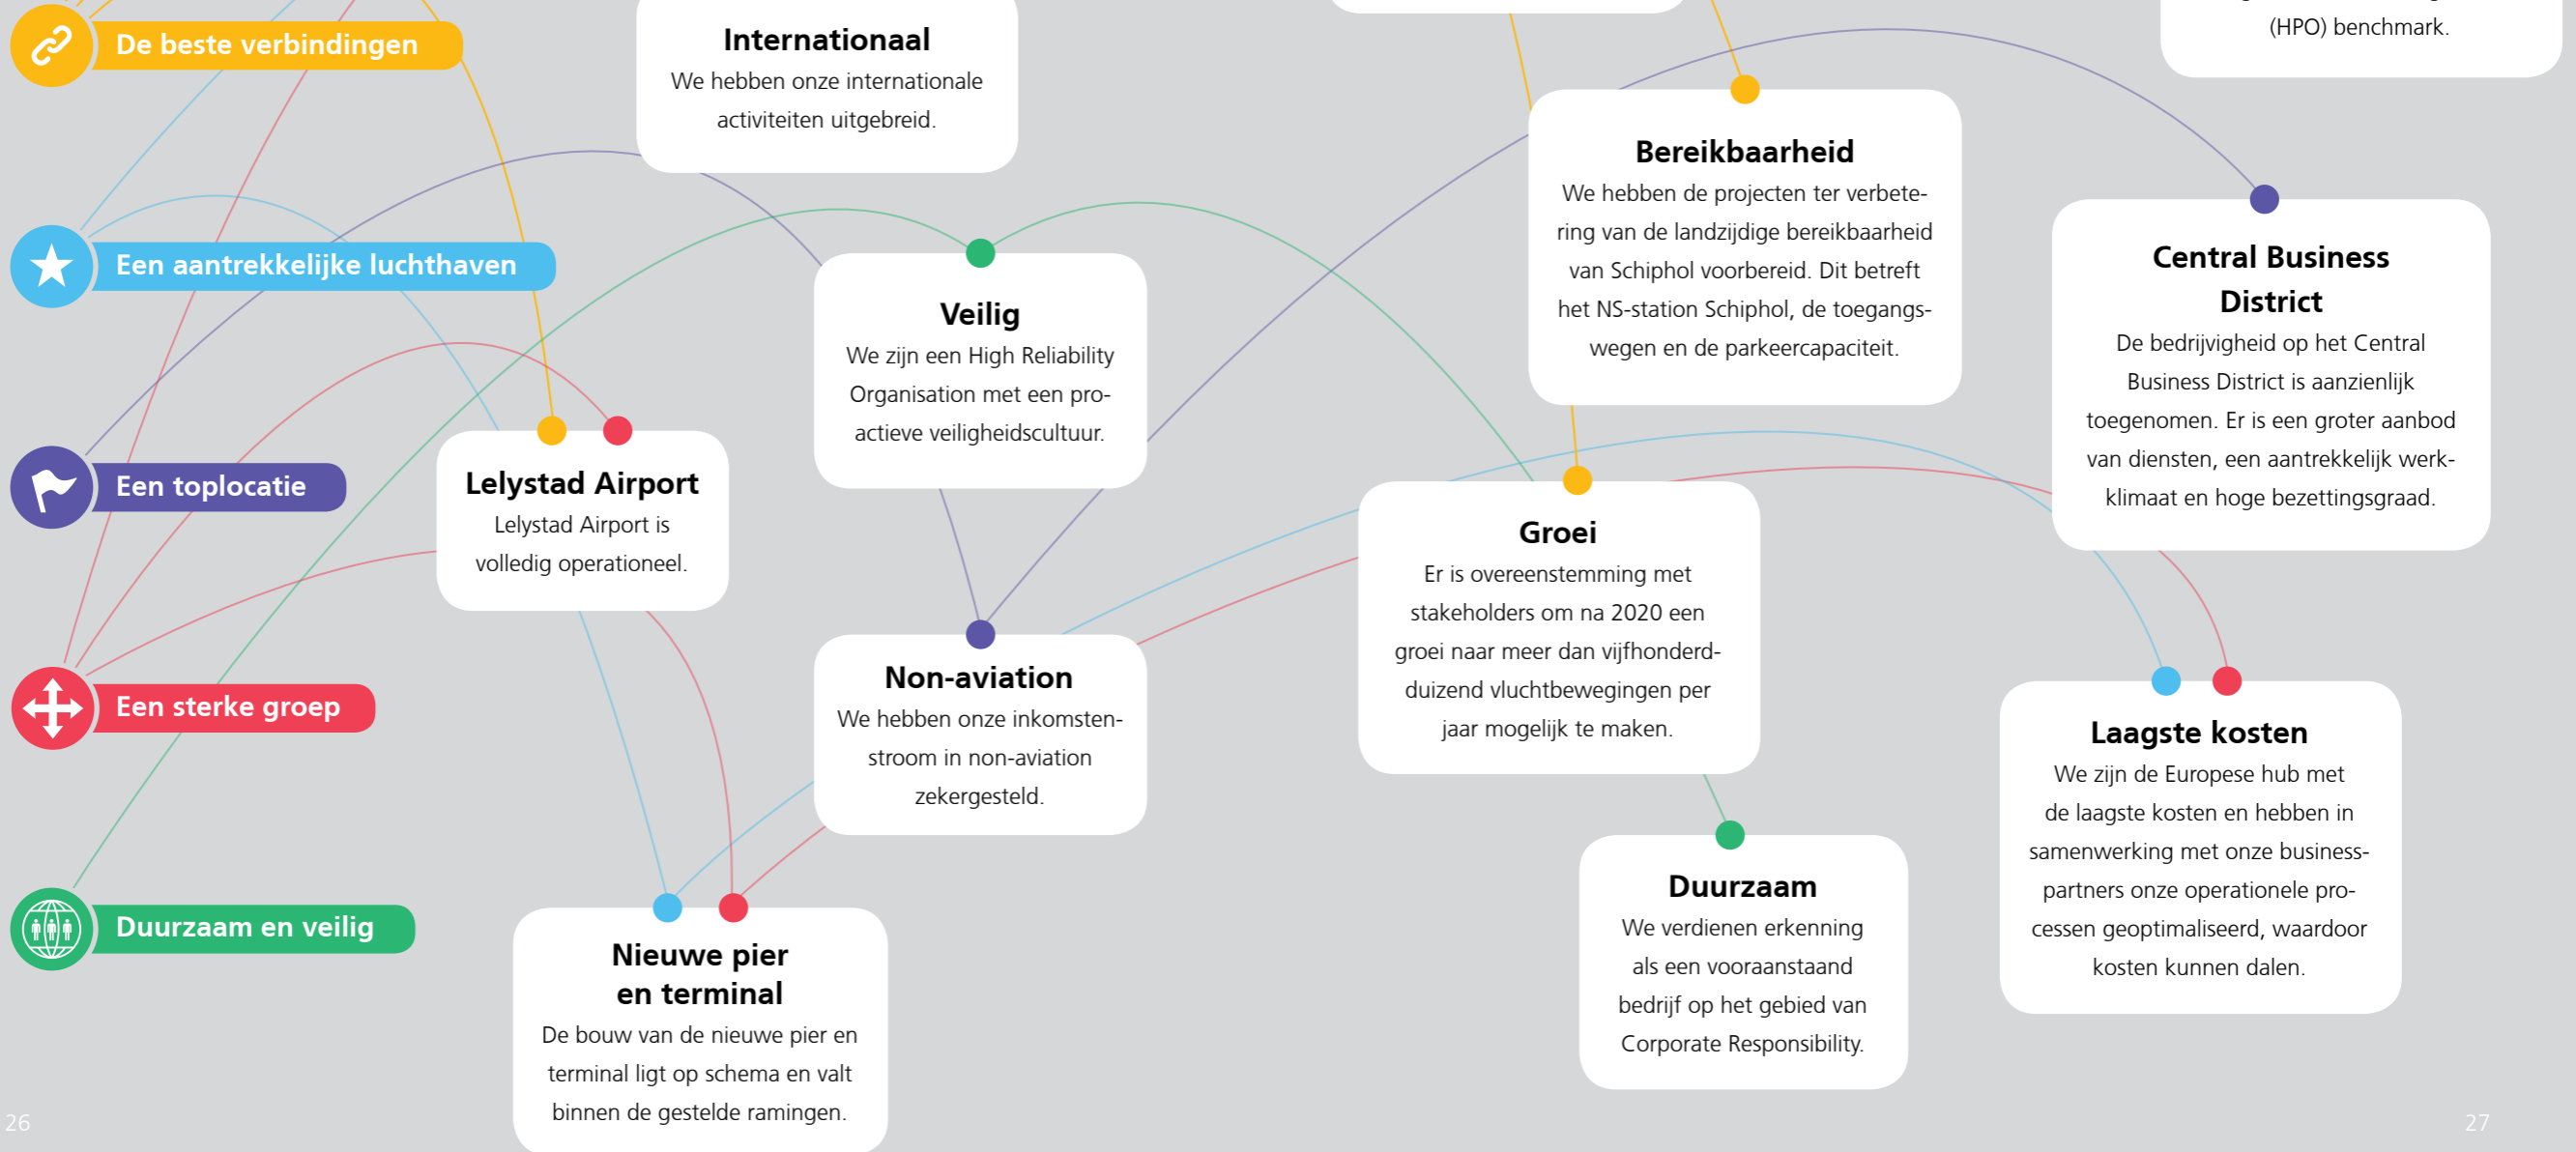 De beste verbindingen
Een aantrekkelijke luchthaven
Een toplocatie
Een sterke groep
Duurzaam en veilig
Internationaal
We hebben onze internationale
activiteiten uitgebreid.
Lelystad Airport
Lelystad Airport is
volledig operationeel.
Nieuwe pier
en terminal
De bouw van de nieuwe pier en
terminal ligt op schema en valt
binnen de gestelde ramingen.
Veilig
We zijn een High Reliability
Organisation met een pro-
actieve veiligheidscultuur.
Non-aviation
We hebben onze inkomsten-
stroom in non-aviation
zekergesteld.
Bereikbaarheid
We hebben de projecten ter verbete-
ring van de landzijdige bereikbaarheid
van Schiphol voorbereid. Dit betreft
het NS-station Schiphol, de toegangs-
wegen en de parkeercapaciteit.
Groei
Er is overeenstemming met
stakeholders om na 2020 een
groei naar meer dan vijfhonderd-
duizend vluchtbewegingen per
jaar mogelijk te maken.
Duurzaam
We verdienen erkenning
als een vooraanstaand
bedrijf op het gebied van
Corporate Responsibility.
(HPO) benchmark.
Central Business
District
De bedrijvigheid op het Central
Business District is aanzienlijk
toegenomen. Er is een groter aanbod
van diensten, een aantrekkelijk werk-
klimaat en hoge bezettingsgraad.
Laagste kosten
We zijn de Europese hub met
de laagste kosten en hebben in
samenwerking met onze business-
partners onze operationele pro-
cessen geoptimaliseerd, waardoor
kosten kunnen dalen.
26
27